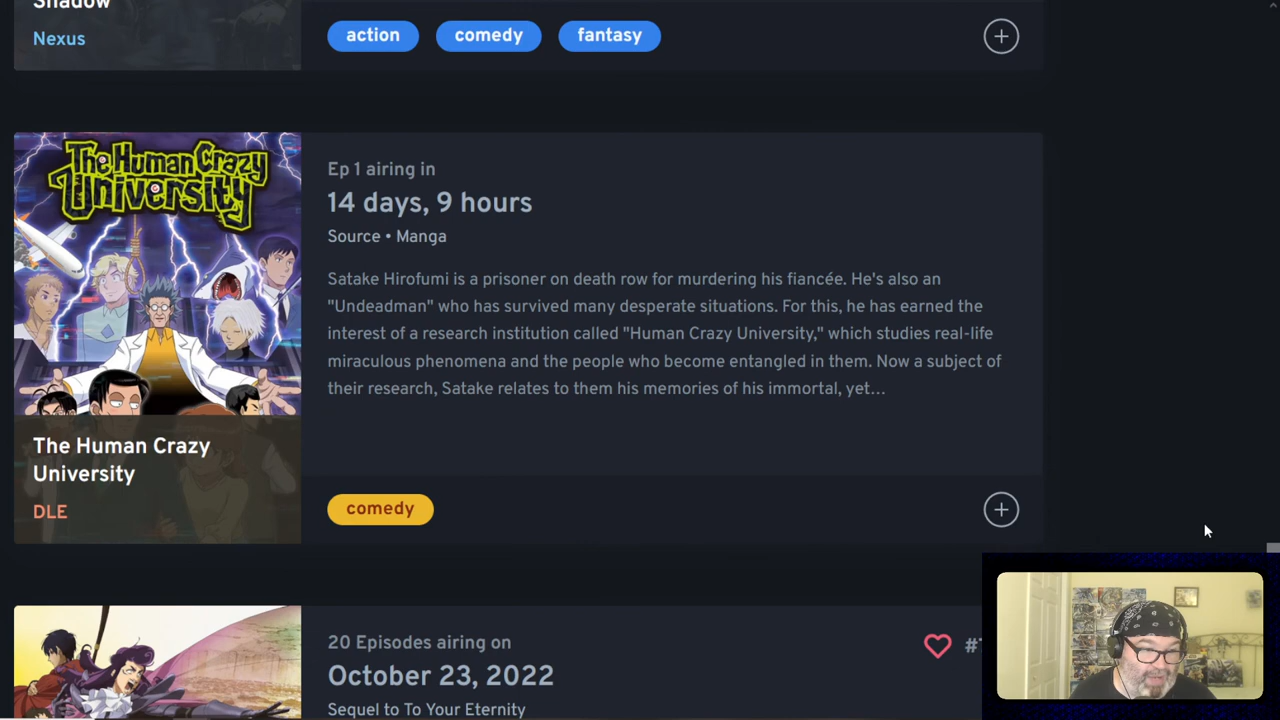 Shadow
Nexus
action
comedy
fantasy
The Human Crazy
University
Ep 1 airing in
14 days, 9 hours
Source • Manga
Satake Hirofumi is a prisoner on death row for murdering his fiancée. He's also an
"Undeadman" who has survived many desperate situations. For this, he has earned the
interest of a research institution called "Human Crazy University," which studies real-life
miraculous phenomena and the people who become entangled in them. Now a subject of
their research, Satake relates to them his memories of his immortal, yet…
The Human Crazy
University
DLE
comedy
20 Episodes airing on
October 23, 2022
Sequel to To Your Eternity